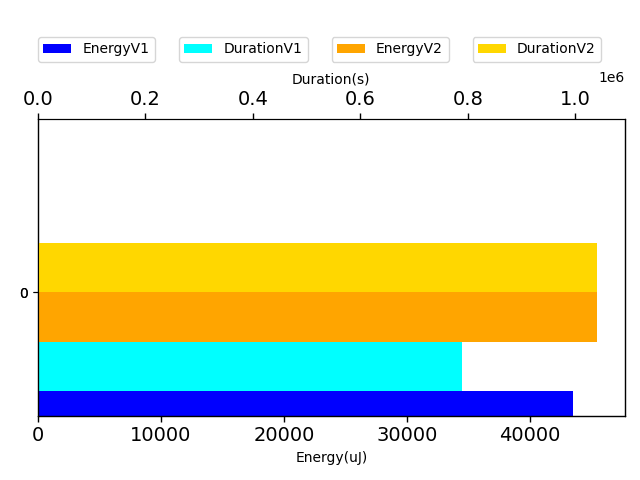 EnergyV1 DurationV1 EnergyV2 DurationV2
Duration(s)
1e6
0.0 0.2 0.4 0.6 0.8 1.0
0
0 10000 20000 30000 40000
Energy(uJ)